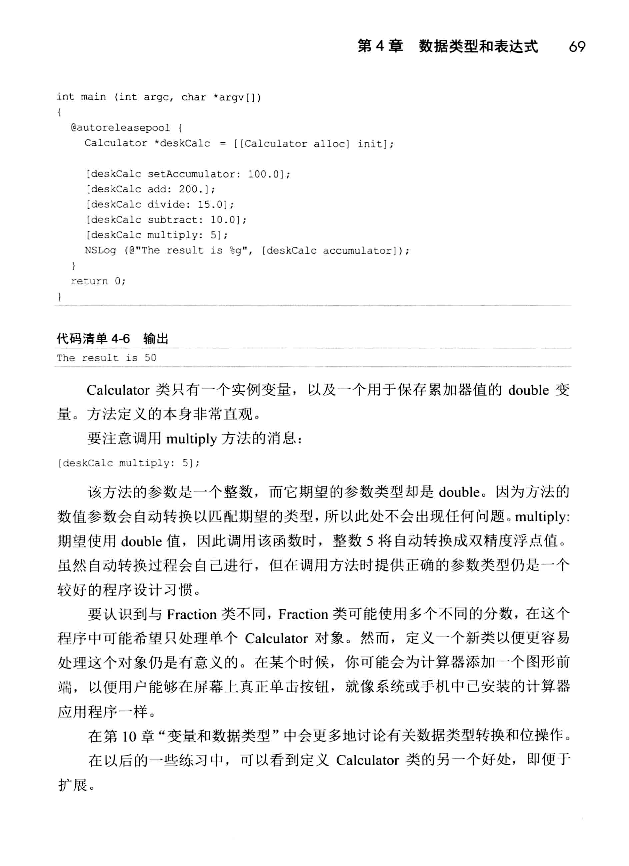 第 4 章 数据类型和表达式 69
int main (int argc, char *argv[])
{
@autoreleasepool {
Calculator *deskCalc = [[Calculator alloc] init];
[deskCalc setAccumulator: 100.0];
[deskCalc add: 200.];
[deskCalc divide: 15.0];
[deskCalc subtract: 10.0];
[deskCalc multiply: 5];
NSLog (@"The result is %g", [deskCalc accumulator]);
}
return 0;
}
代码清单 4-6 输出
The result is 50
Calculator 类只有一个实例变量，以及一个用于保存累加器值的 double 变
量。方法定义的本身非常直观。
要注意调用 multiply 方法的消息：
[deskCalc multiply: 5];
该方法的参数是一个整数，而它期望的参数类型却是 double。因为方法的
数值参数会自动转换以匹配期望的类型，所以此处不会出现任何问题。multiply:
期望使用 double 值，因此调用该函数时，整数 5 将自动转换成双精度浮点值。
虽然自动转换过程会自己进行，但在调用方法时提供正确的参数类型仍是一个
较好的程序设计习惯。
要认识到与 Fraction 类不同，Fraction 类可能使用多个不同的分数，在这个
程序中可能希望只处理单个 Calculator 对象。然而，定义一个新类以便更容易
处理这个对象仍是有意义的。在某个时候，你可能会为计算器添加一个图形前
端，以便用户能够在屏幕上真正单击按钮，就像系统或手机中已安装的计算器
应用程序一样。
在第 10 章“变量和数据类型”中会更多地讨论有关数据类型转换和位操作。
在以后的一些练习中，可以看到定义 Calculator 类的另一个好处，即便于
扩展。